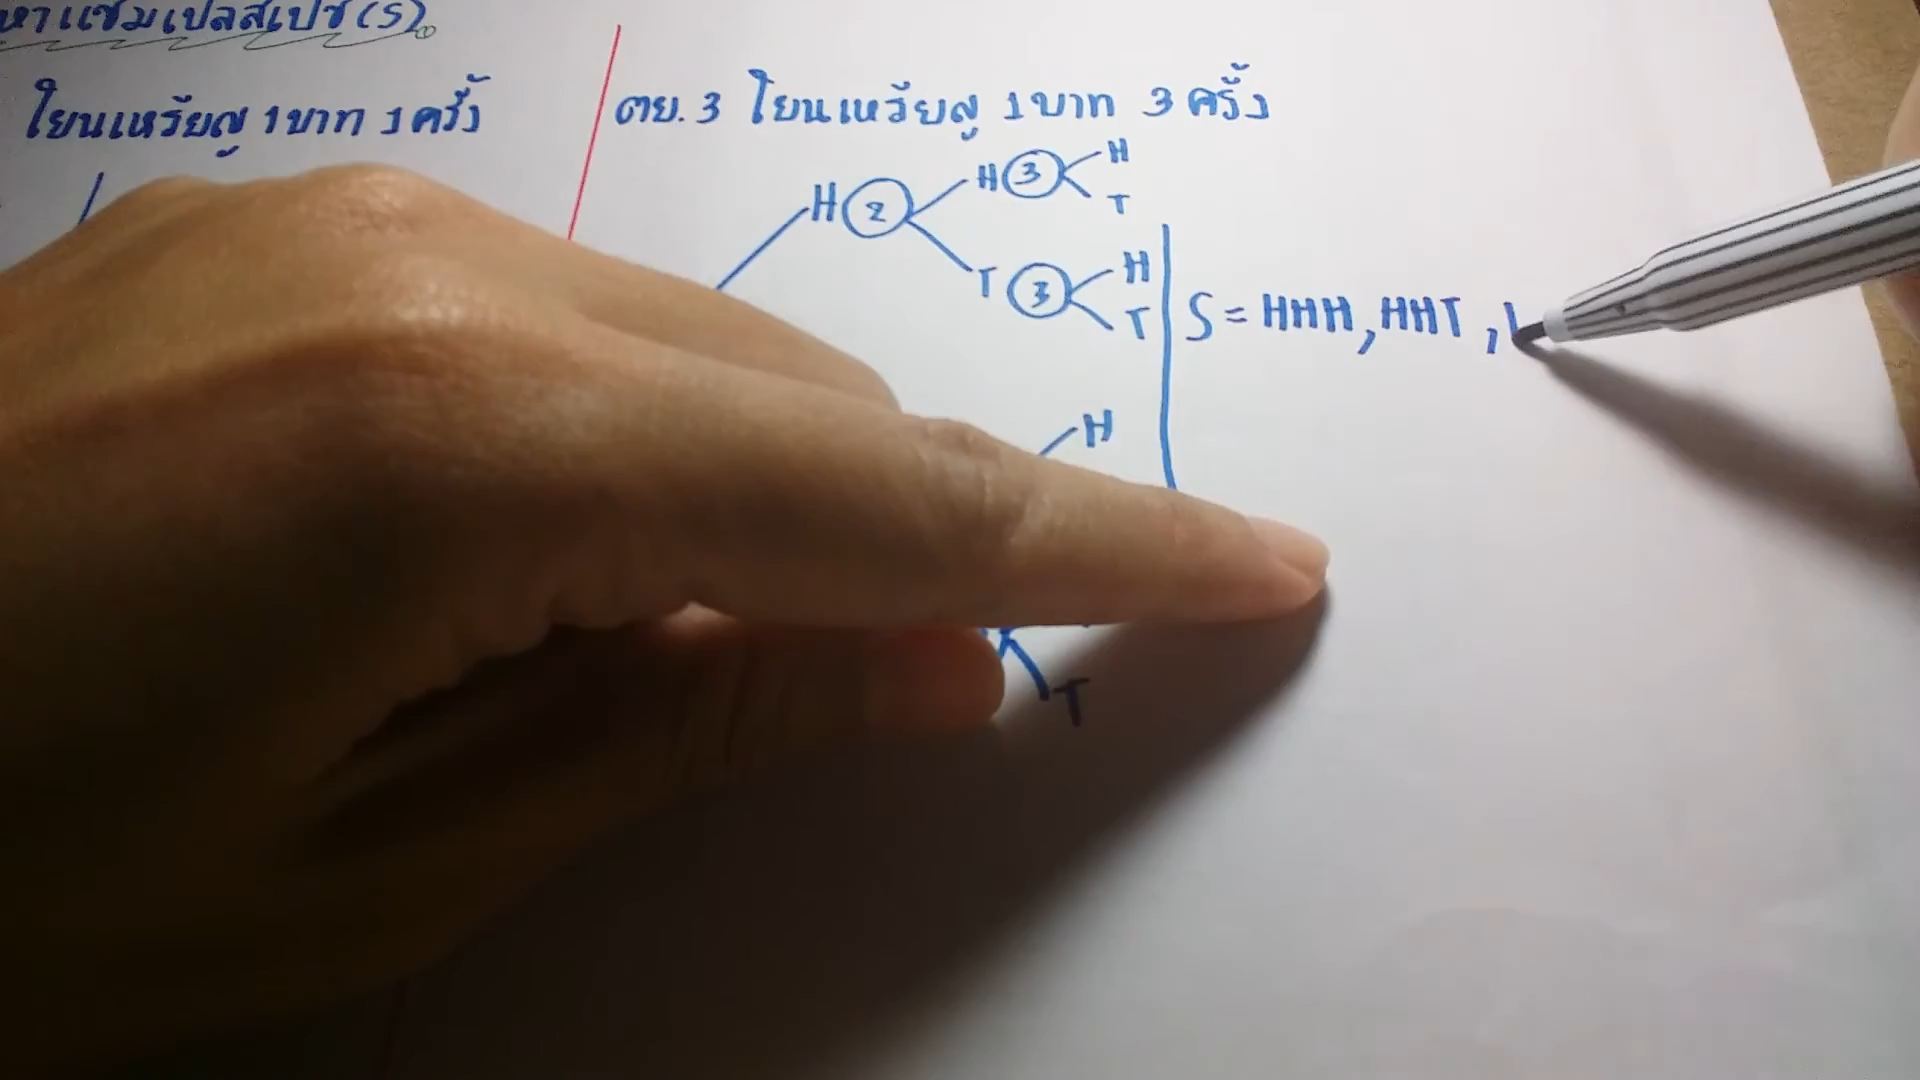 หาแซมเปลสเปซ(S)
โยนเหรียญ 1 บาท 1 ครั้ง
ตย. 3 โยนเหรียญ 1 บาท 3 ครั้ง
H
H 3
T
H 2
H
T 3
T
S = HHH, HHT,
H
T